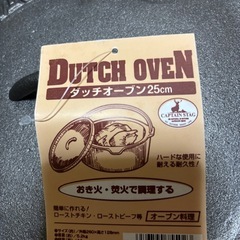 DUTCH OVEN
ダッチオーブン25cm
CAPTAIN STAG
ハードな使用に
耐える耐久性!
おき火・焚火で調理する
簡単に作れる!
ローストチキン・ローストビーフ等
オーブン料理